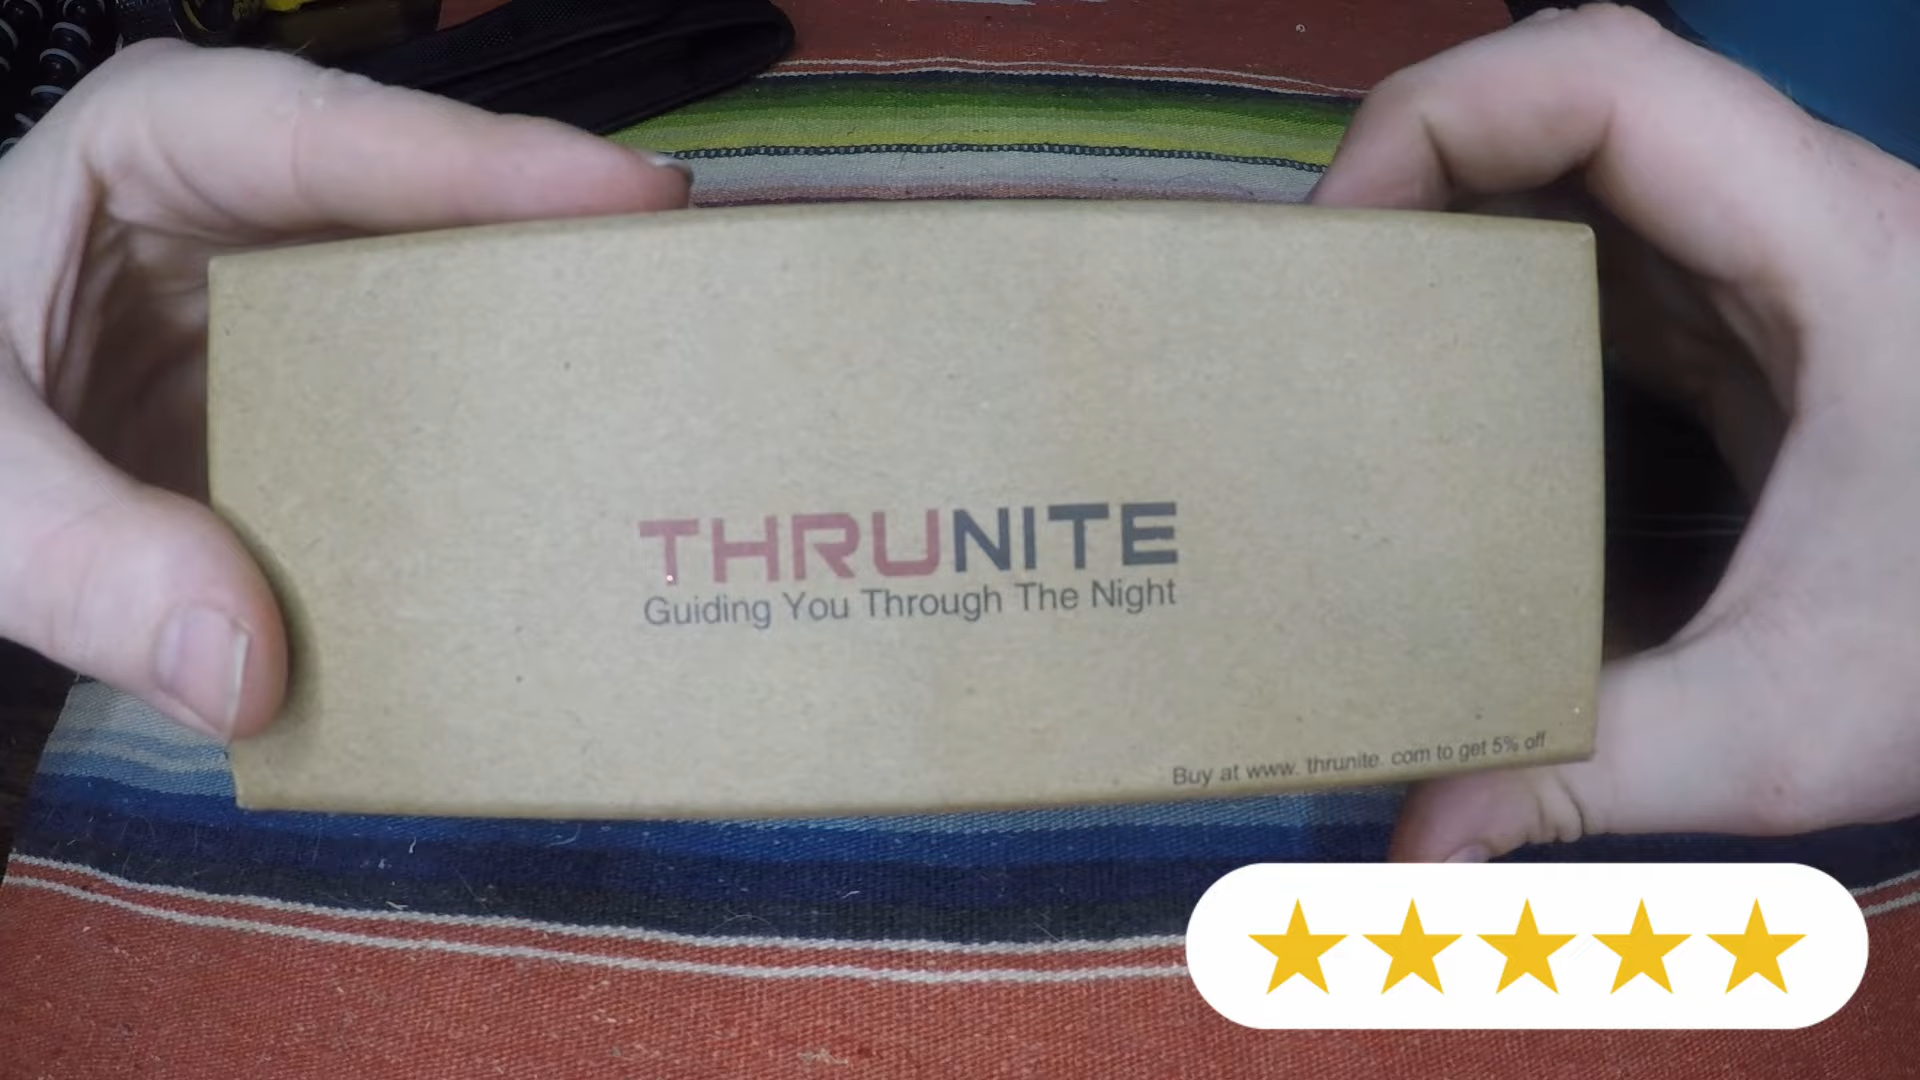 THRUNITE
Guiding You Through The Night
Buy at www. thrunite. com to get 5% off